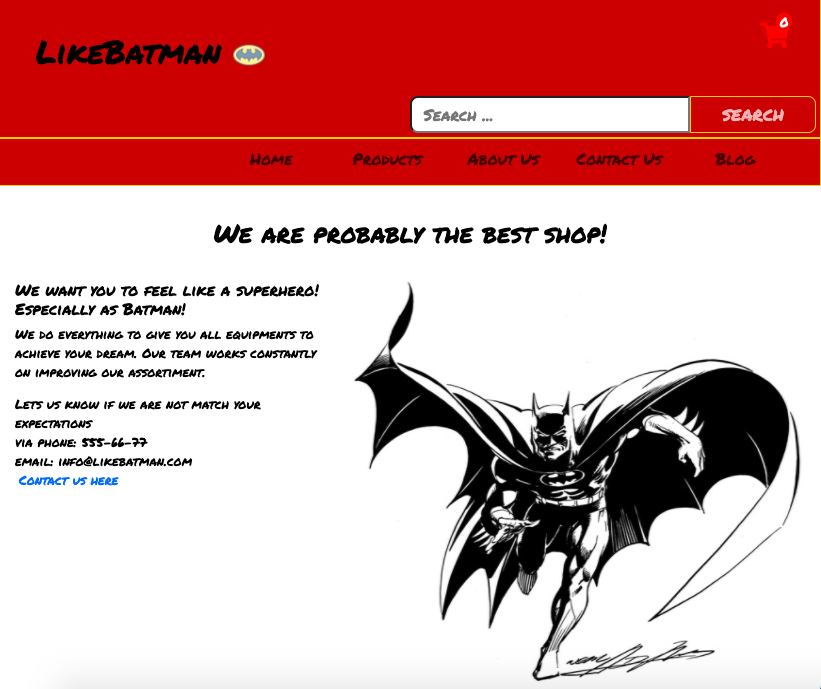 LikeBatman
0
Search ...
SEARCH
Home Products About Us Contact Us Blog
We are probably the best shop!
We want you to feel like a superhero!
Especially as Batman!
We do everything to give you all equipments to
achieve your dream. Our team works constantly
on improving our assortiment.
Lets us know if we are not match your
expectations
via phone: 555-66-77
email: info@likebatman.com
Contact us here